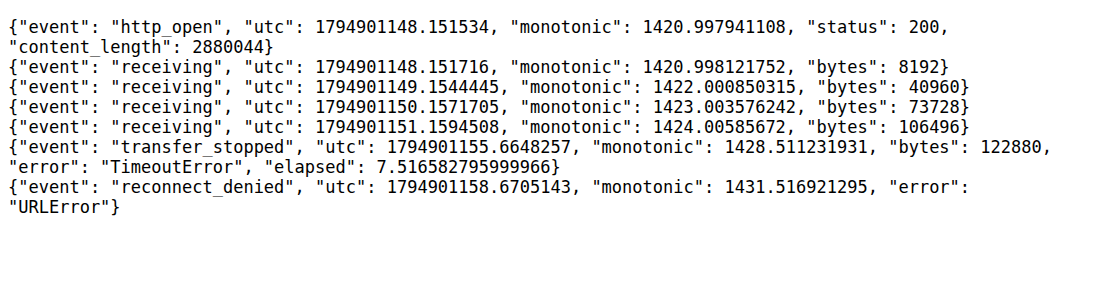 {"event": "http_open", "utc": 1794901148.151534, "monotonic": 1420.997941108, "status": 200,
"content_length": 2880044}
{"event": "receiving", "utc": 1794901148.151716, "monotonic": 1420.998121752, "bytes": 8192}
{"event": "receiving", "utc": 1794901149.1544445, "monotonic": 1422.000850315, "bytes": 40960}
{"event": "receiving", "utc": 1794901150.1571705, "monotonic": 1423.003576242, "bytes": 73728}
{"event": "receiving", "utc": 1794901151.1594508, "monotonic": 1424.00585672, "bytes": 106496}
{"event": "transfer_stopped", "utc": 1794901155.6648257, "monotonic": 1428.511231931, "bytes": 122880,
"error": "TimeoutError", "elapsed": 7.516582795999966}
{"event": "reconnect_denied", "utc": 1794901158.6705143, "monotonic": 1431.516921295, "error":
"URLError"}